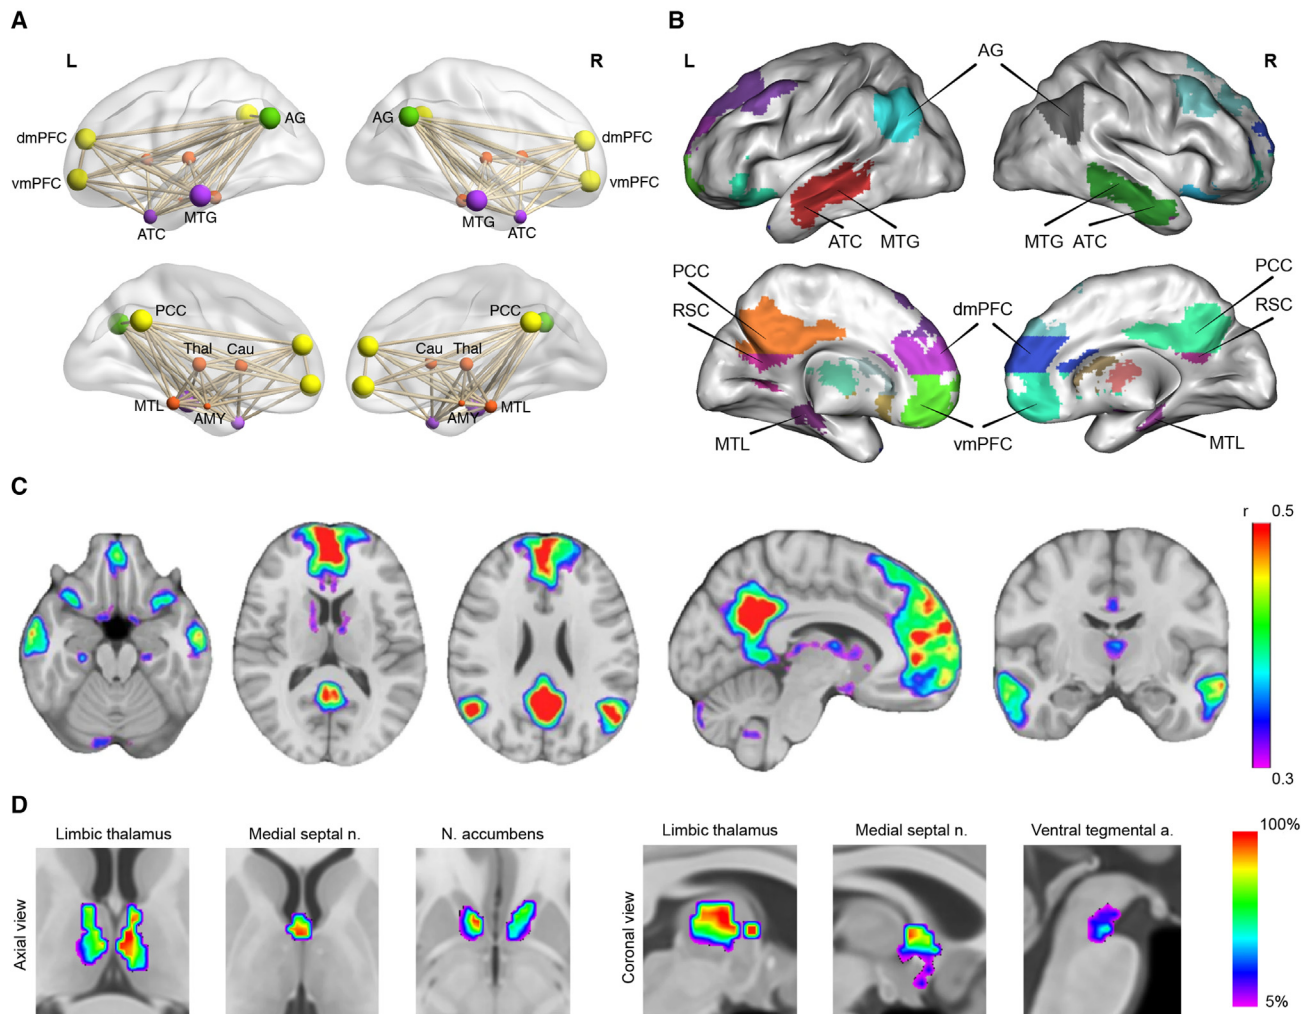 A
L
R
dmPFC
vmPFC
AG
MTG
ATC
AG
dmPFC
vmPFC
MTG
ATC
PCC
Thal
Cau
MTL
AMY
PCC
Cau
Thal
AMY
MTL
B
L
R
AG
ATC
MTG
MTG
ATC
PCC
RSC
dmPFC
PCC
RSC
MTL
vmPFC
MTL
C
r
0.5
0.3
D
Limbic thalamus
Medial septal n.
N. accumbens
Limbic thalamus
Medial septal n.
Ventral tegmental a.
Axial view
Coronal view
100%
5%